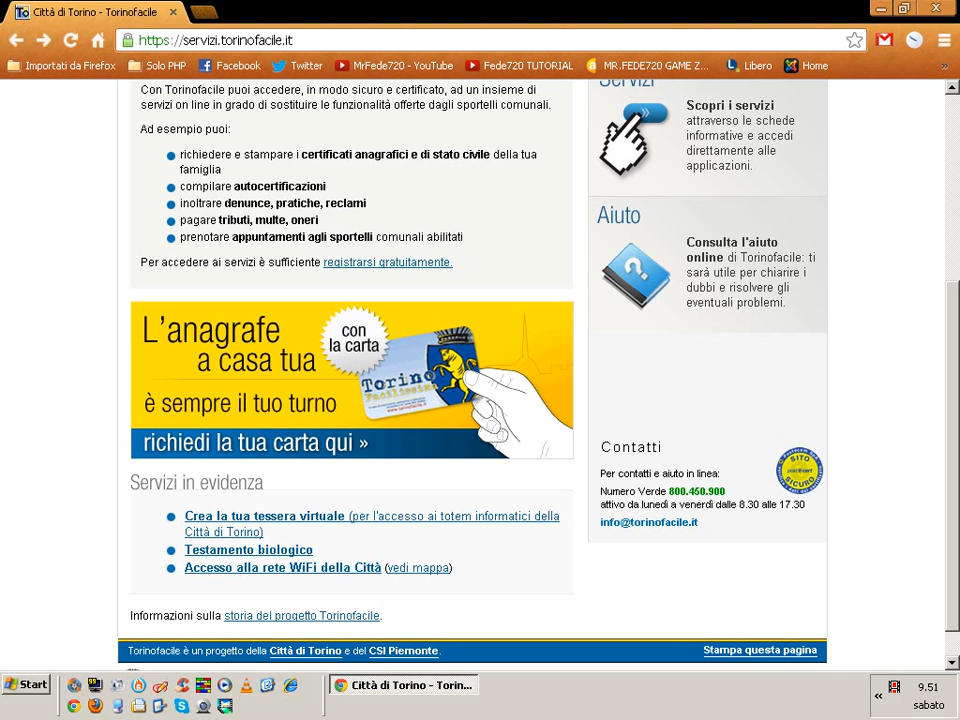 Città di Torino - Torinofacile
https://servizi.torinofacile.it
Importati da Firefox Solo PHP Facebook Twitter MrFede720 - YouTube Fede720 TUTORIAL MR.FEDE720 GAME Z... Libero Home »
Con Torinofacile puoi accedere, in modo sicuro e certificato, ad un insieme di
servizi on line in grado di sostituire le funzionalità offerte dagli sportelli comunali.
Ad esempio puoi:
richiedere e stampare i certificati anagrafici e di stato civile della tua
famiglia
compilare autocertificazioni
inoltrare denunce, pratiche, reclami
pagare tributi, multe, oneri
prenotare appuntamenti agli sportelli comunali abilitati
Per accedere ai servizi è sufficiente registrarsi gratuitamente.
L'anagrafe
a casa tua
con
la carta
è sempre il tuo turno
Torino
Facilissima
richiedi la tua carta qui »
Servizi in evidenza
Crea la tua tessera virtuale (per l'accesso ai totem informatici della
Città di Torino)
Testamento biologico
Accesso alla rete WiFi della Città (vedi mappa)
Informazioni sulla storia del progetto Torinofacile.
Servizi
Scopri i servizi
attraverso le schede
informative e accedi
direttamente alle
applicazioni.
Aiuto
Consulta l'aiuto
online di Torinofacile: ti
sarà utile per chiarire i
dubbi e risolvere gli
eventuali problemi.
Contatti
Per contatti e aiuto in linea:
Numero Verde 800.450.900
attivo da lunedì a venerdì dalle 8.30 alle 17.30
info@torinofacile.it
SITO
SICURO
Torinofacile è un progetto della Città di Torino e del CSI Piemonte.
Stampa questa pagina
Start
Città di Torino - Torin...
«
9.51
sabato